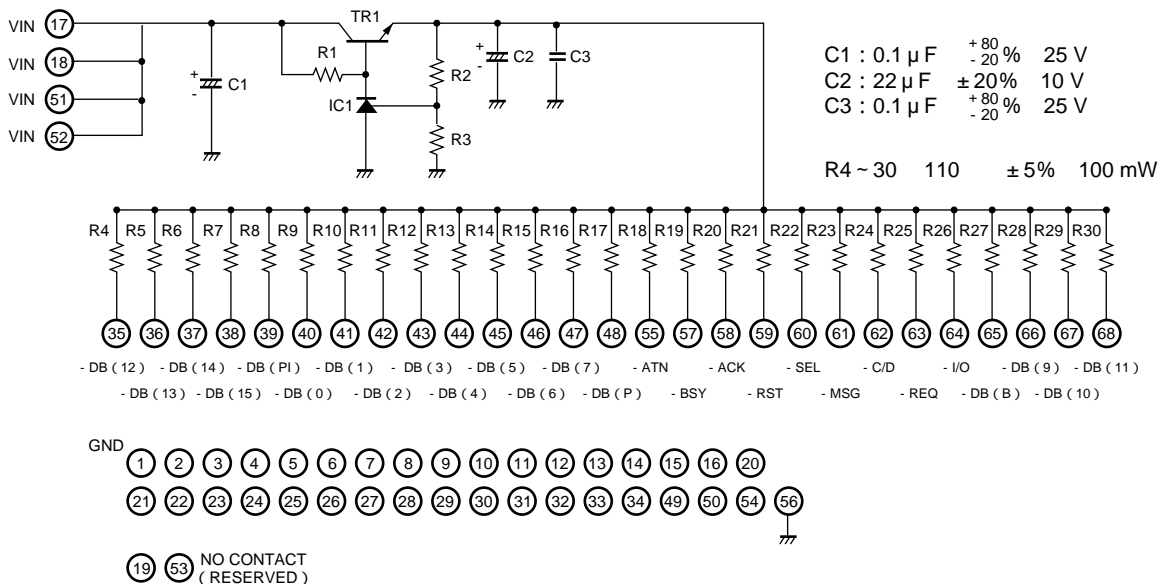 VIN 17 TR1
VIN 18 R1 R2 C2 C3
+ - C1
+ -
VIN 51 IC1
VIN 52 R3
C1 : 0.1 μ F +80 -20 % 25 V
C2 : 22 μ F ± 20% 10 V
C3 : 0.1 μ F +80 -20 % 25 V
R4 ~ 30 110 ± 5% 100 mW
R4 R5 R6 R7 R8 R9 R10 R11 R12 R13 R14 R15 R16 R17 R18 R19 R20 R21 R22 R23 R24 R25 R26 R27 R28 R29 R30
35 36 37 38 39 40 41 42 43 44 45 46 47 48 55 57 58 59 60 61 62 63 64 65 66 67 68
- DB ( 12 ) - DB ( 14 ) - DB ( PI ) - DB ( 1 ) - DB ( 3 ) - DB ( 5 ) - DB ( 7 ) - ATN - ACK - SEL - C/D - I/O - DB ( 9 ) - DB ( 11 )
- DB ( 13 ) - DB ( 15 ) - DB ( 0 ) - DB ( 2 ) - DB ( 4 ) - DB ( 6 ) - DB ( P ) - BSY - RST - MSG - REQ - DB ( B ) - DB ( 10 )
GND
1 2 3 4 5 6 7 8 9 10 11 12 13 14 15 16 20
21 22 23 24 25 26 27 28 29 30 31 32 33 34 49 50 54 56
19 53 NO CONTACT
( RESERVED )